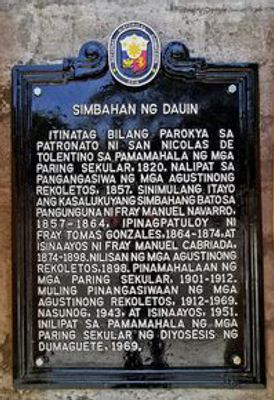 SIMBAHAN NG DAUIN
ITINATAG BILANG PAROKYA SA
PATRONATO NI SAN NICOLAS DE
TOLENTINO SA PAMAMAHALA NG MGA
PARING SEKULAR, 1820. NALIPAT SA
PANGANGASIWA NG MGA AGUSTINONG
REKOLETOS, 1857. SINIMULANG ITAYO
ANG KASALUKUYANG SIMBAHANG BATO SA
PANGUNGUNA NI FRAY MANUEL NAVARRO,
1857-1864. IPINAGPATULOY NI
FRAY TOMAS GONZALES, 1864-1874, AT
ISINAAYOS NI FRAY MANUEL CABRIADA,
1874-1898. NILISAN NG MGA AGUSTINONG
REKOLETOS, 1898. PINAMAHALAAN NG
MGA PARING SEKULAR, 1901-1912.
MULING PINANGASIWAAN NG MGA
AGUSTINONG REKOLETOS, 1912-1969.
NASUNOG, 1943, AT ISINAAYOS, 1951.
INILIPAT SA PAMAMAHALA NG MGA
PARING SEKULAR NG DIYOSESIS NG
DUMAGUETE, 1969.